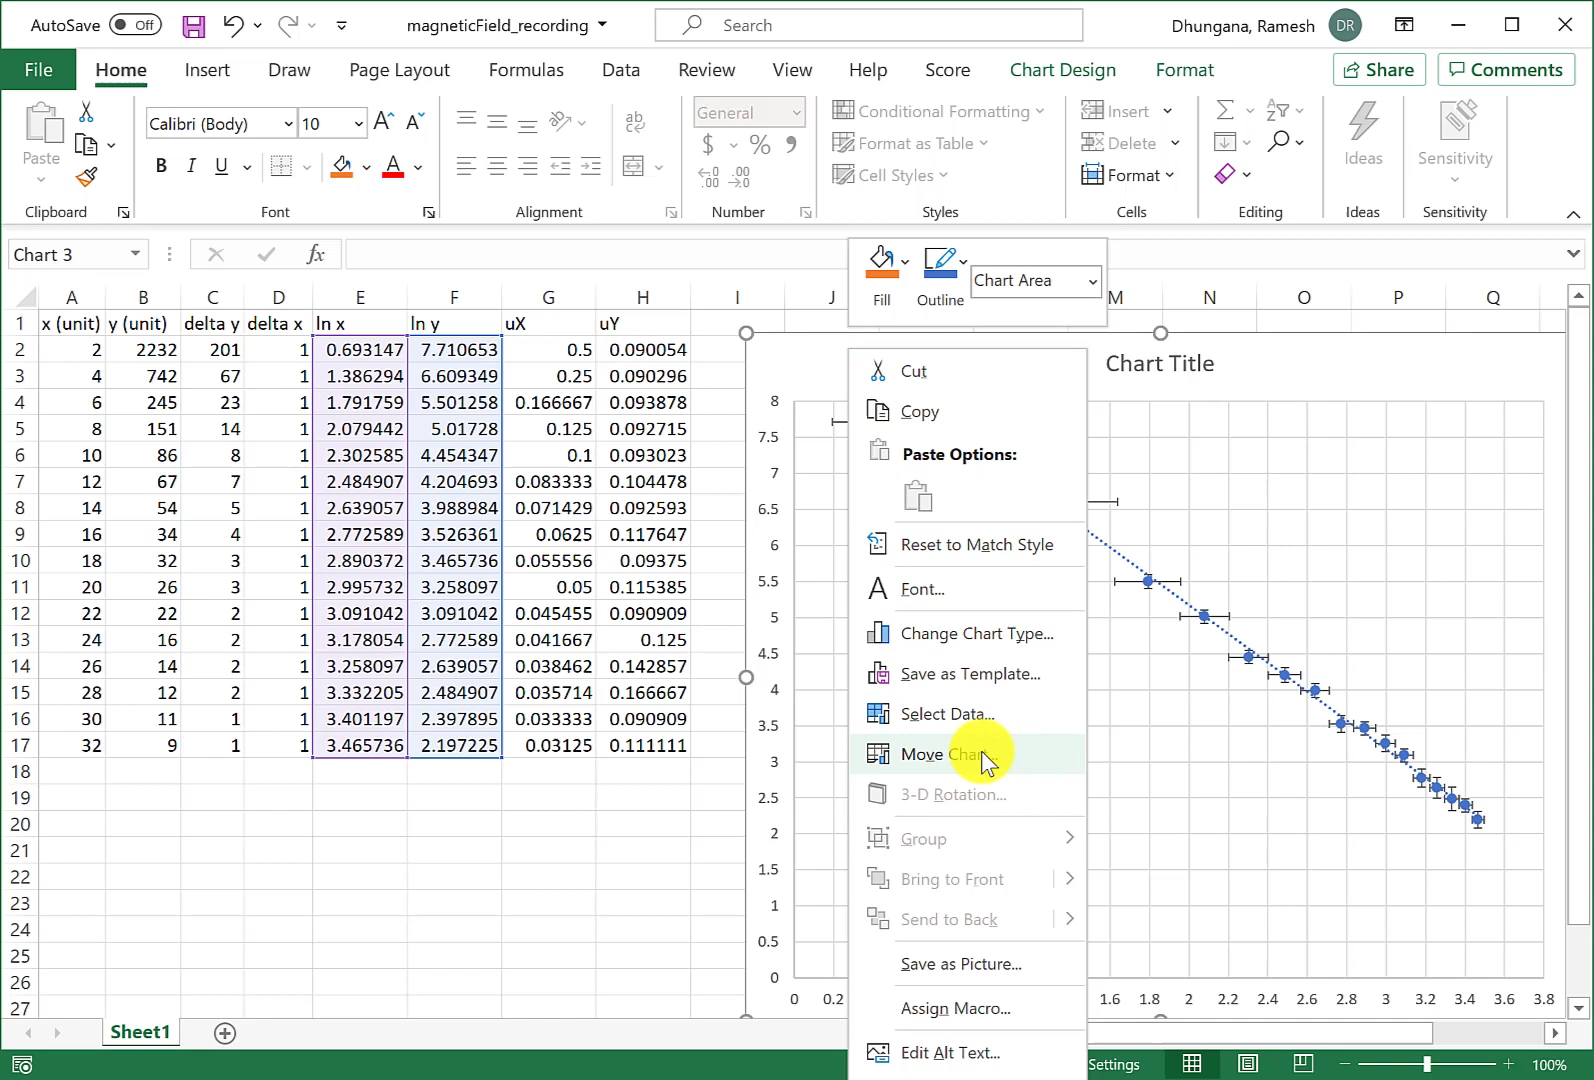 AutoSave Off magneticField_recording Search Dhungana, Ramesh DR
File Home Insert Draw Page Layout Formulas Data Review View Help Score Chart Design Format Share Comments
Paste
Calibri (Body) 10
B I U A
ab
General
$ % 9
.00 .00
Conditional Formatting
Format as Table
Cell Styles
Insert
Delete
Format
Ideas
Sensitivity
Clipboard Font Alignment Number Styles Cells Editing Ideas Sensitivity
Chart 3 fx
Fill Outline Chart Area
A B C D E F G H I J M N O P Q
1 x (unit) y (unit) delta y delta x ln x ln y uX uY
2 2 2232 201 1 0.693147 7.710653 0.5 0.090054
3 4 742 67 1 1.386294 6.609349 0.25 0.090296
4 6 245 23 1 1.791759 5.501258 0.166667 0.093878
5 8 151 14 1 2.079442 5.01728 0.125 0.092715
6 10 86 8 1 2.302585 4.454347 0.1 0.093023
7 12 67 7 1 2.484907 4.204693 0.083333 0.104478
8 14 54 5 1 2.639057 3.988984 0.071429 0.092593
9 16 34 4 1 2.772589 3.526361 0.0625 0.117647
10 18 32 3 1 2.890372 3.465736 0.055556 0.09375
11 20 26 3 1 2.995732 3.258097 0.05 0.115385
12 22 22 2 1 3.091042 3.091042 0.045455 0.090909
13 24 16 2 1 3.178054 2.772589 0.041667 0.125
14 26 14 2 1 3.258097 2.639057 0.038462 0.142857
15 28 12 2 1 3.332205 2.484907 0.035714 0.166667
16 30 11 1 1 3.401197 2.397895 0.033333 0.090909
17 32 9 1 1 3.465736 2.197225 0.03125 0.111111
18
19
20
21
22
23
24
25
26
27
Chart Title
8
7.5
7
6.5
6
5.5
5
4.5
4
3.5
3
2.5
2
1.5
1
0.5
0
0 0.2 1.6 1.8 2 2.2 2.4 2.6 2.8 3 3.2 3.4 3.6 3.8
Cut
Copy
Paste Options:
Reset to Match Style
Font...
Change Chart Type...
Save as Template...
Select Data...
Move Chart...
3-D Rotation...
Group
Bring to Front
Send to Back
Save as Picture...
Assign Macro...
Edit Alt Text...
Sheet1
Settings 100%